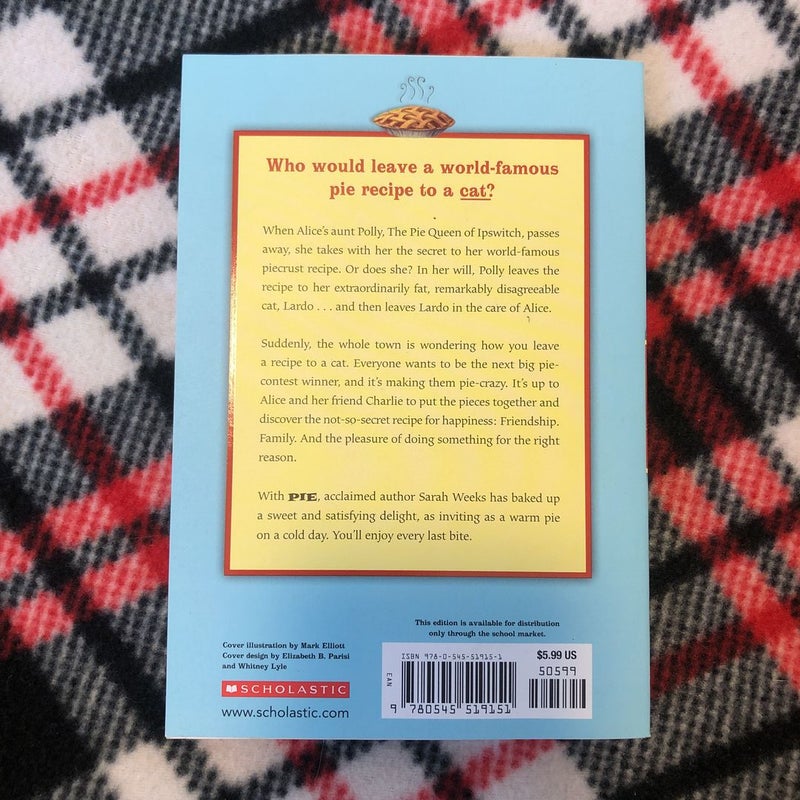 Who would leave a world-famous
pie recipe to a cat?
When Alice's aunt Polly, The Pie Queen of Ipswitch, passes
away, she takes with her the secret to her world-famous
piecrust recipe. Or does she? In her will, Polly leaves the
recipe to her extraordinarily fat, remarkably disagreeable
cat, Lardo . . . and then leaves Lardo in the care of Alice.
Suddenly, the whole town is wondering how you leave
a recipe to a cat. Everyone wants to be the next big pie-
contest winner, and it's making them pie-crazy. It's up to
Alice and her friend Charlie to put the pieces together and
discover the not-so-secret recipe for happiness: Friendship.
Family. And the pleasure of doing something for the right
reason.
With PIE, acclaimed author Sarah Weeks has baked up
a sweet and satisfying delight, as inviting as a warm pie
on a cold day. You'll enjoy every last bite.
This edition is available for distribution
only through the school market.
Cover illustration by Mark Elliott
Cover design by Elizabeth B. Parisi
and Whitney Lyle
SCHOLASTIC
www.scholastic.com
ISBN 978-0-545-51915-1
$5.99 US
50599
EAN
9 780545 519151